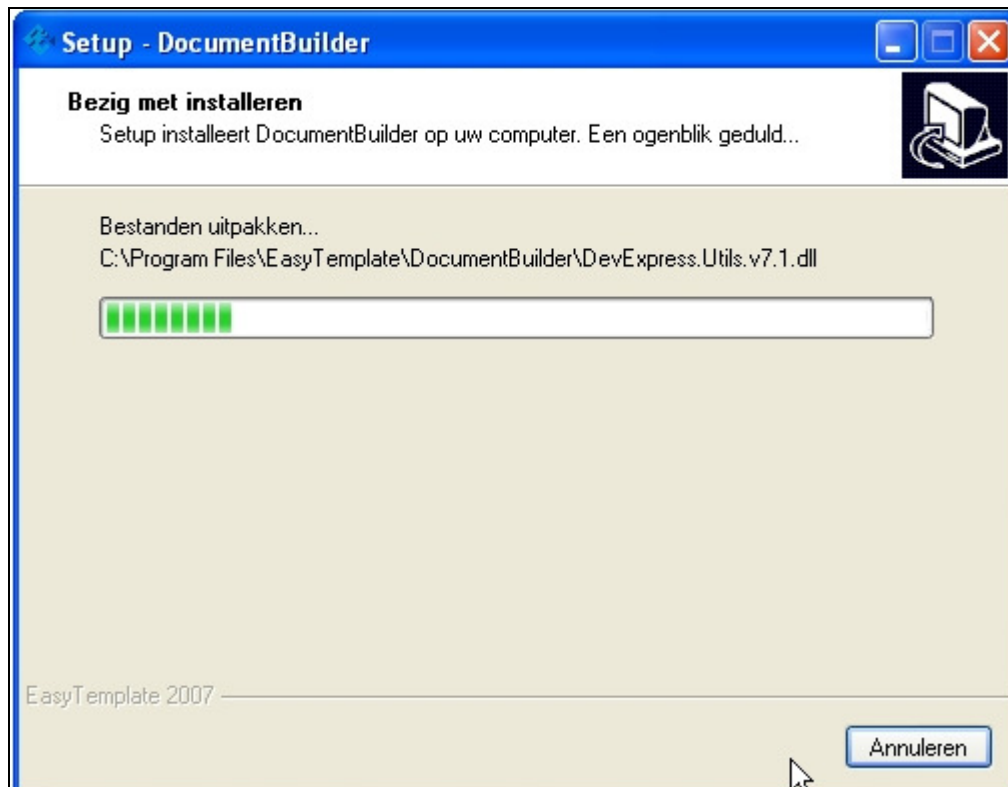 Setup - DocumentBuilder
Bezig met installeren
Setup installeert DocumentBuilder op uw computer. Een ogenblik geduld...
Bestanden uitpakken...
C:\Program Files\EasyTemplate\DocumentBuilder\DevExpress.Utils.v7.1.dll
EasyTemplate 2007
Annuleren